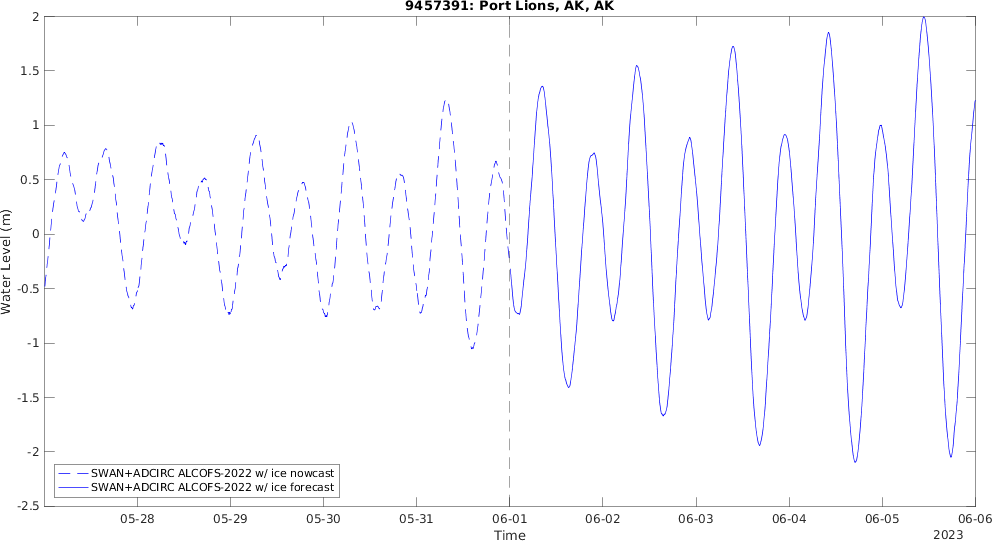 9457391: Port Lions, AK, AK
Water Level (m)
2
1.5
1
0.5
0
-0.5
-1
-1.5
-2
-2.5
SWAN+ADCIRC ALCOFS-2022 w/ ice nowcast
SWAN+ADCIRC ALCOFS-2022 w/ ice forecast
05-28 05-29 05-30 05-31 06-01 06-02 06-03 06-04 06-05 06-06
Time
2023